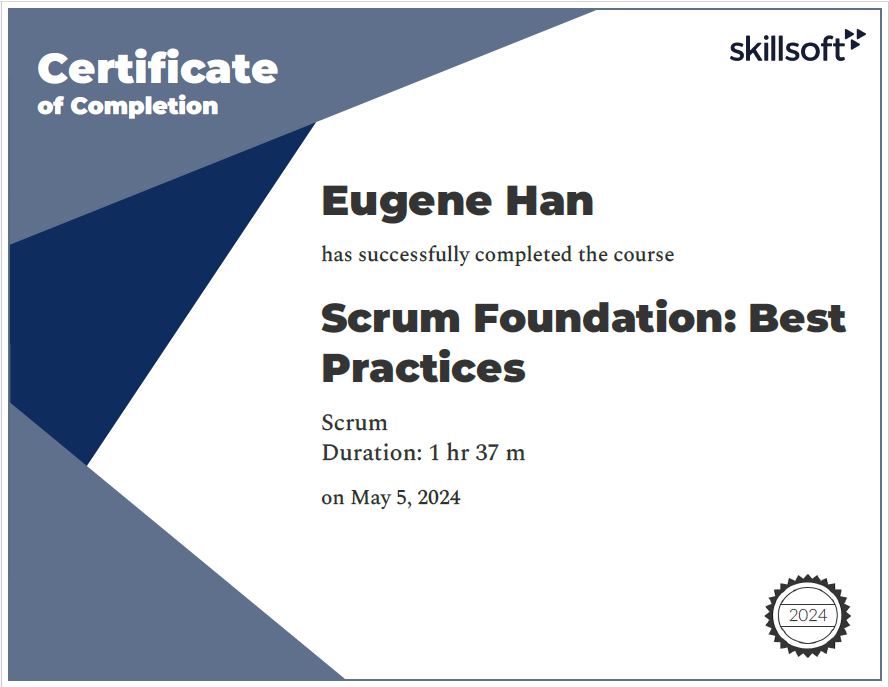 Certificate
of Completion
skillsoft
Eugene Han
has successfully completed the course
Scrum Foundation: Best
Practices
Scrum
Duration: 1 hr 37 m
on May 5, 2024
2024